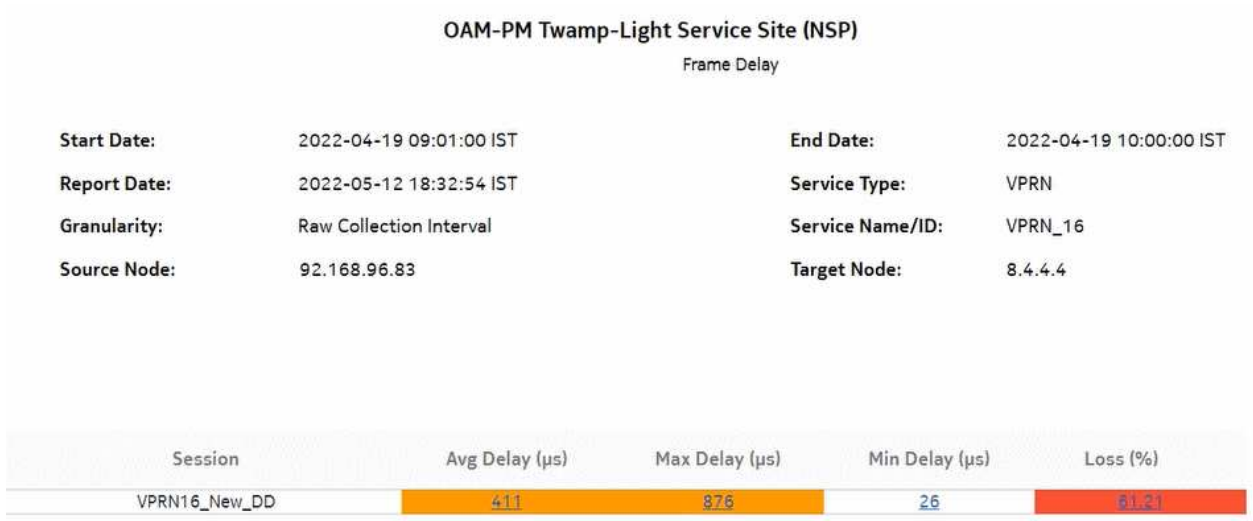 OAM-PM Twamp-Light Service Site (NSP)
Frame Delay
Start Date: 2022-04-19 09:01:00 IST End Date: 2022-04-19 10:00:00 IST
Report Date: 2022-05-12 18:32:54 IST Service Type: VPRN
Granularity: Raw Collection Interval Service Name/ID: VPRN_16
Source Node: 92.168.96.83 Target Node: 8.4.4.4
Session Avg Delay (µs) Max Delay (µs) Min Delay (µs) Loss (%)
VPRN16_New_DD 411 876 26 61.21